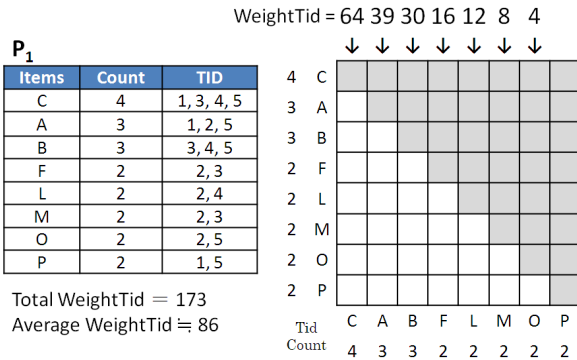 WeightTid = 64 39 30 16 12 8 4
↓ ↓ ↓ ↓ ↓ ↓ ↓
P1
Items Count TID
C 4 1, 3, 4, 5
A 3 1, 2, 5
B 3 3, 4, 5
F 2 2, 3
L 2 2, 4
M 2 2, 3
O 2 2, 5
P 2 1, 5
Total WeightTid = 173
Average WeightTid ≒ 86
4 C
3 A
3 B
2 F
2 L
2 M
2 O
2 P
Tid Count
C A B F L M O P
4 3 3 2 2 2 2 2